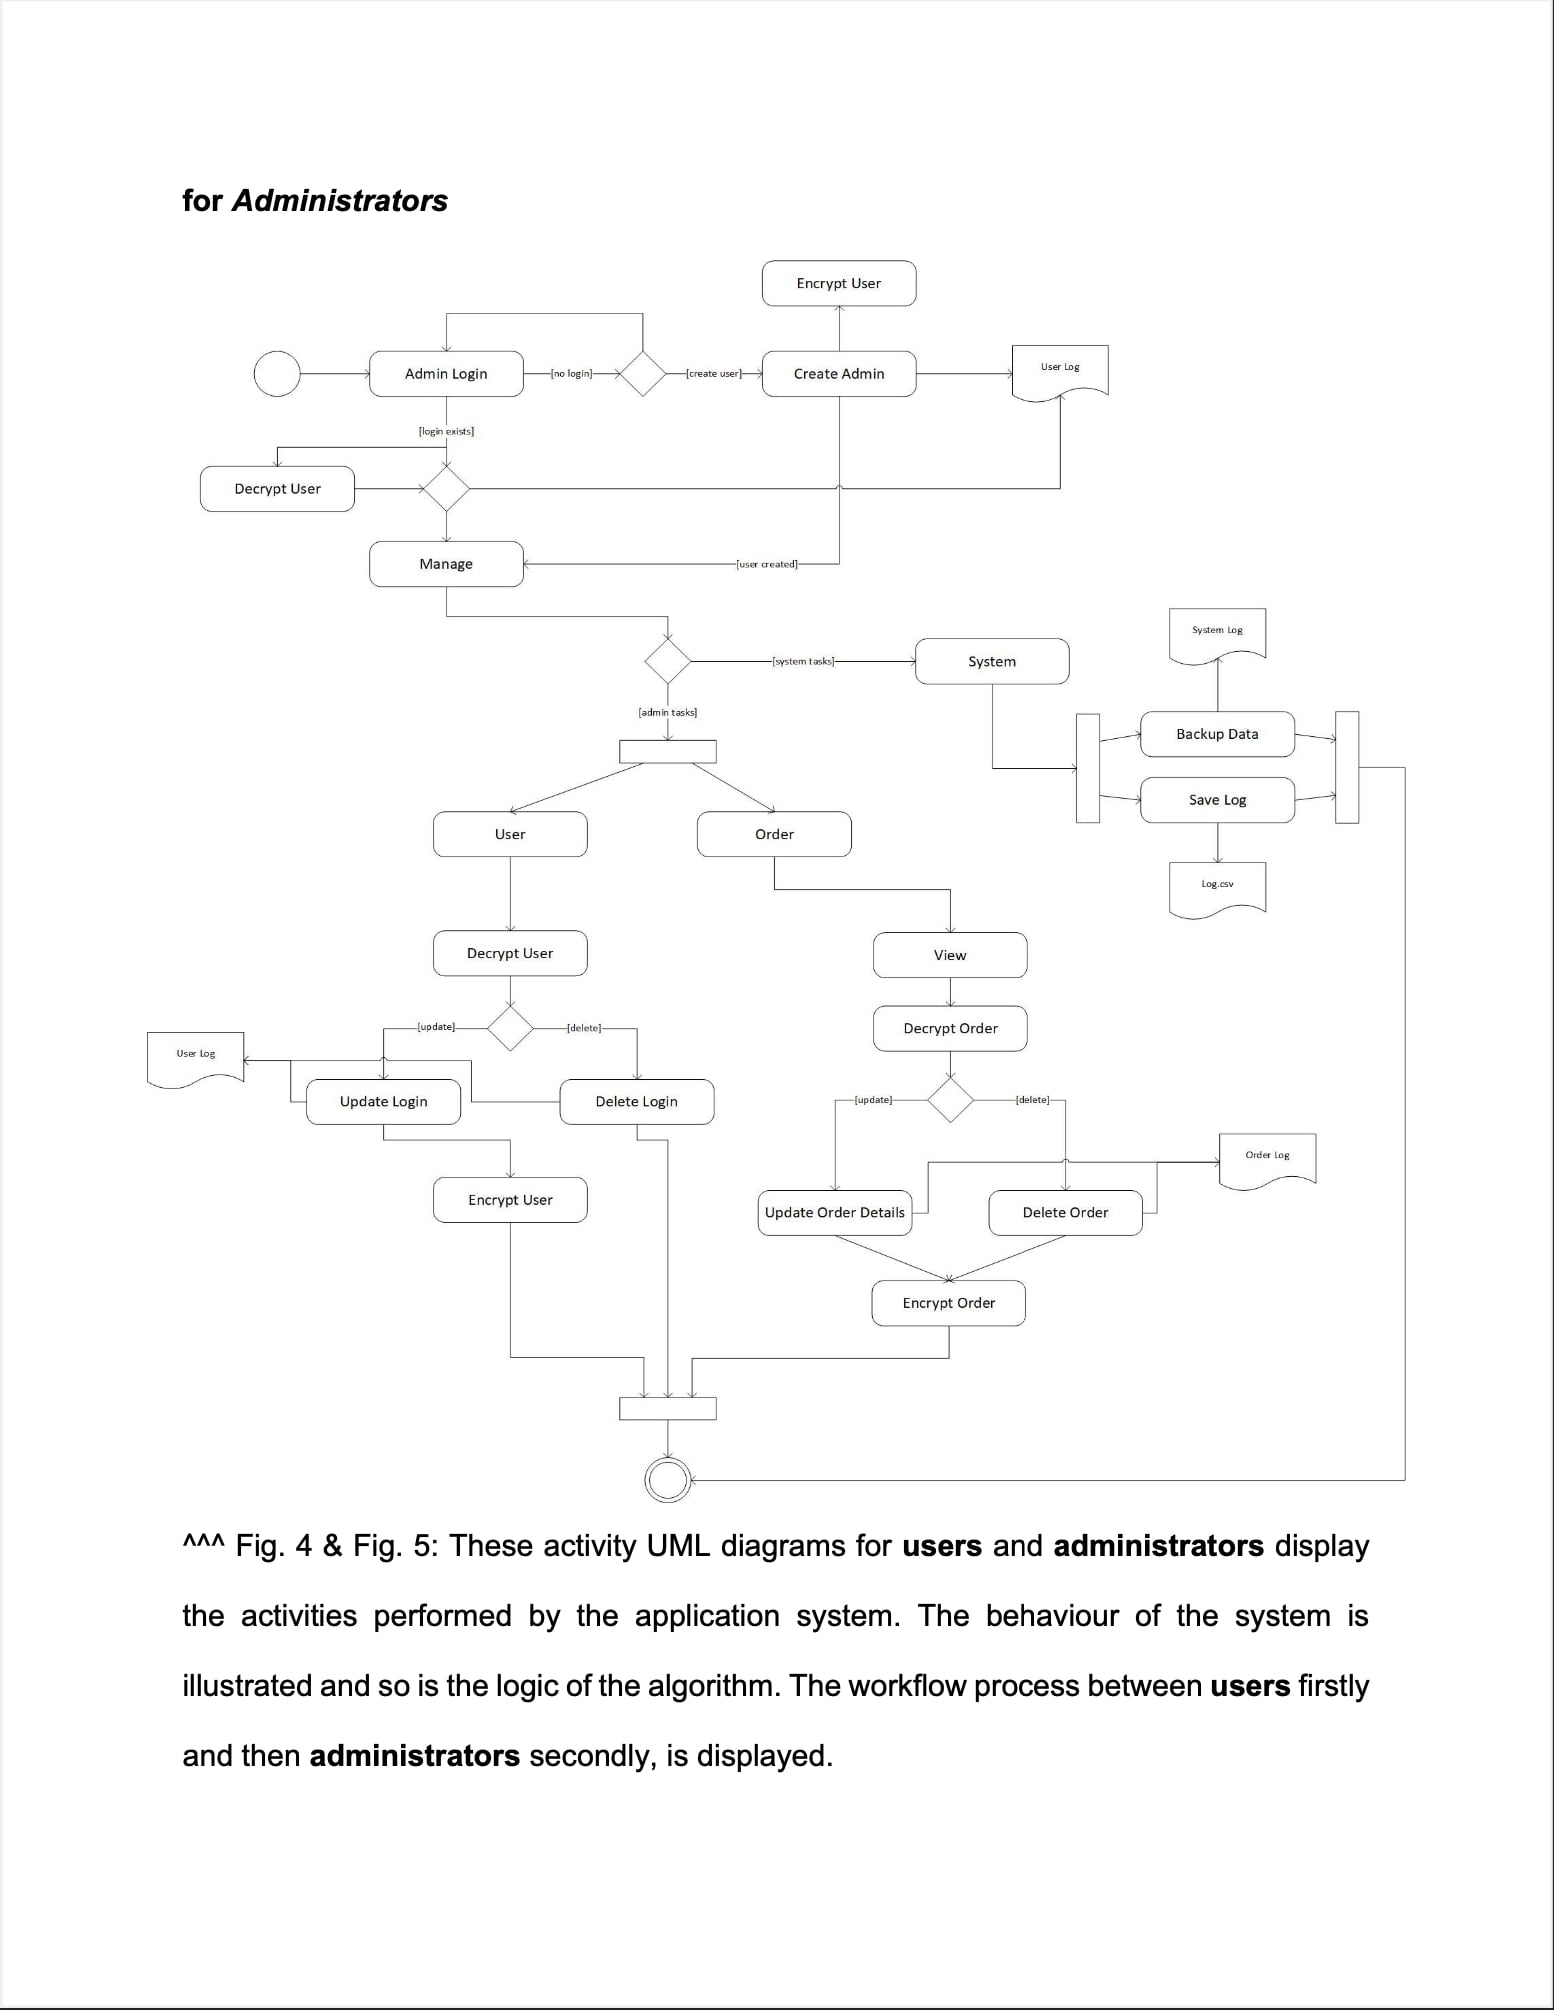 for Administrators
Encrypt User
Admin Login
[no login]
[create user]
Create Admin
User Log
[login exists]
Decrypt User
Manage
[user created]
System Log
[system tasks]
System
[admin tasks]
Backup Data
Save Log
User
Order
Log.csv
Decrypt User
View
[update]
[delete]
Decrypt Order
User Log
Update Login
Delete Login
[update]
[delete]
Order Log
Encrypt User
Update Order Details
Delete Order
Encrypt Order
^^^ Fig. 4 & Fig. 5: These activity UML diagrams for users and administrators display
the activities performed by the application system. The behaviour of the system is
illustrated and so is the logic of the algorithm. The workflow process between users firstly
and then administrators secondly, is displayed.